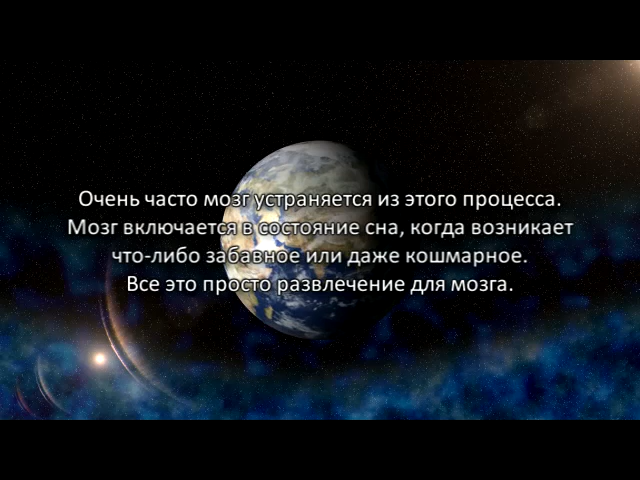 Очень часто мозг устраняется из этого процесса.
Мозг включается в состояние сна, когда возникает
что-либо забавное или даже кошмарное.
Все это просто развлечение для мозга.